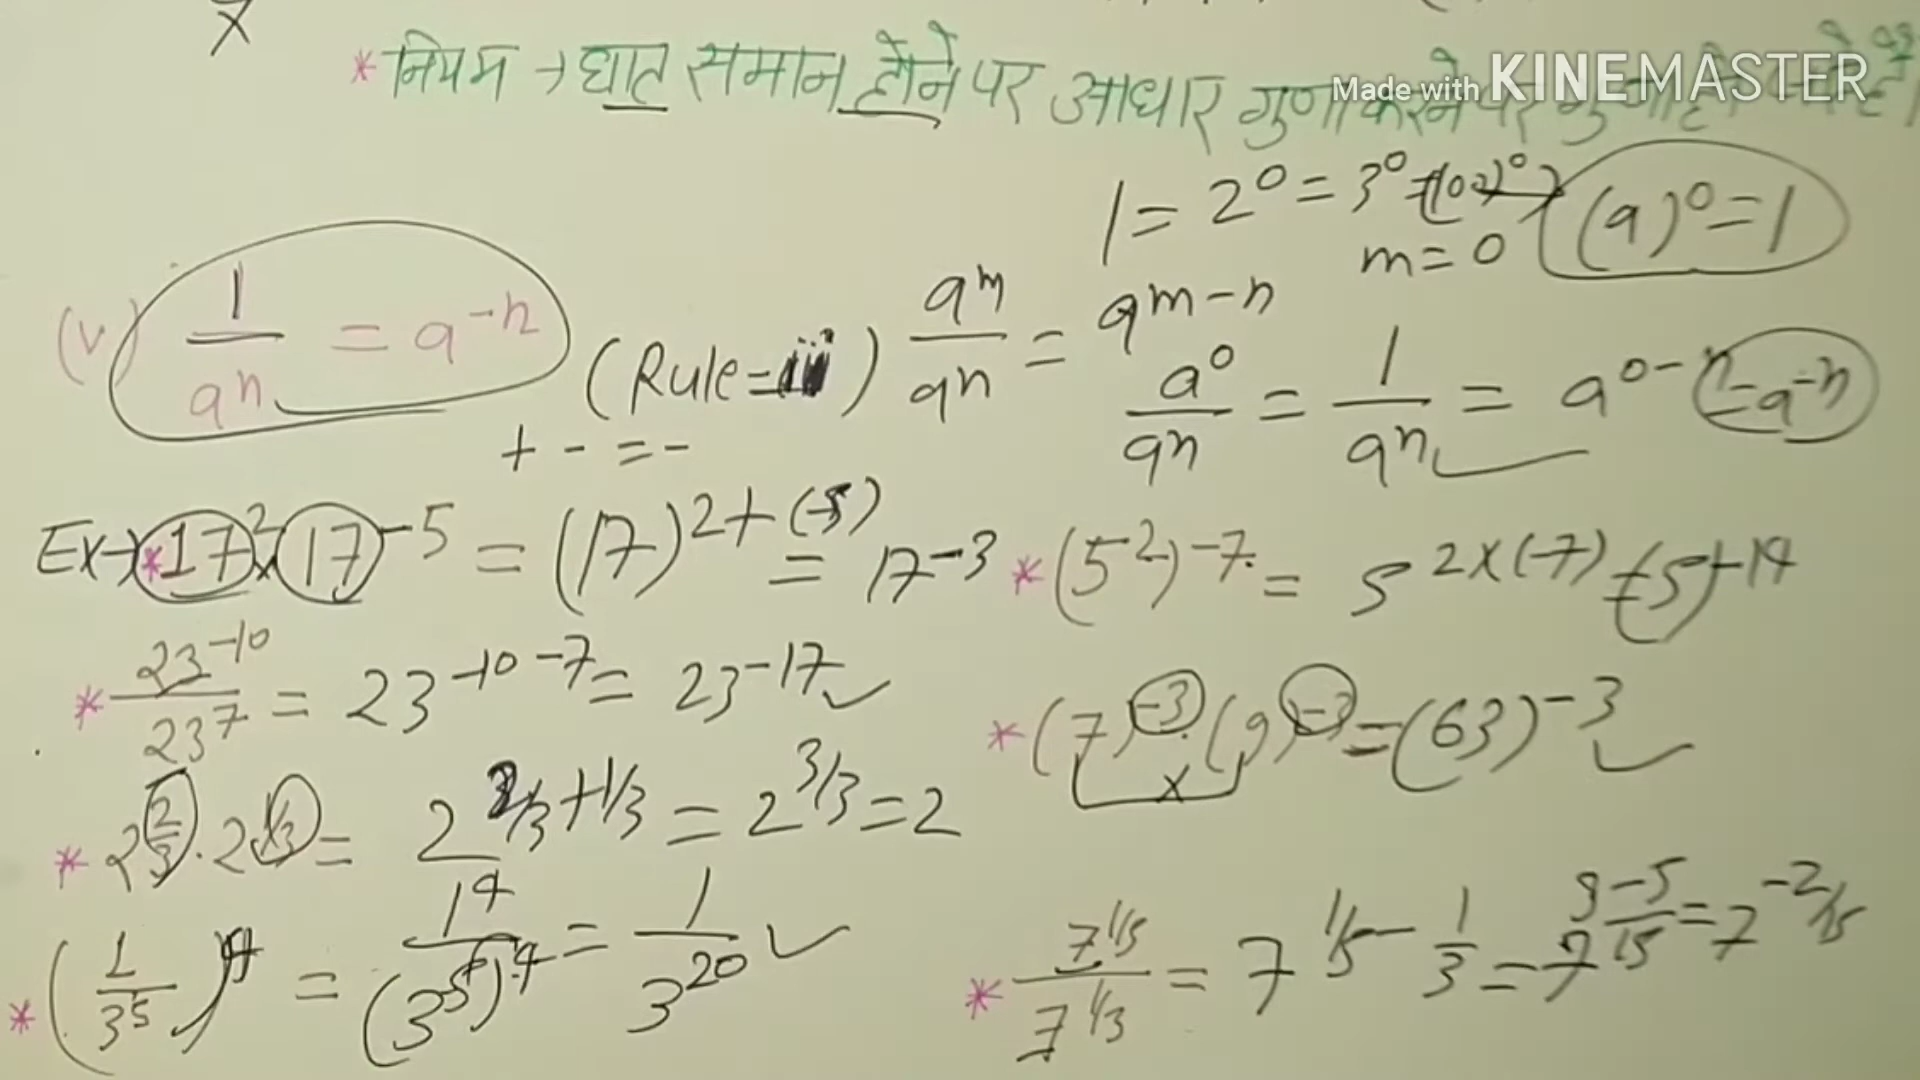 x
*नियम → घात समान होने पर आधार गुणा करने पर गुणा हो
Made with KINEMASTER
1 = 2⁰ = 3⁰ = (102)⁰ (a)⁰ = 1
m = 0
(v) 1/aⁿ = a⁻ⁿ (Rule = iii) aᵐ/aⁿ = aᵐ⁻ⁿ
a⁰/aⁿ = 1/aⁿ = a⁰⁻ⁿ = a⁻ⁿ
+ - = -
Ex→ *17² × 17⁻⁵ = (17)²⁺⁽⁻⁵⁾ = 17⁻³ *(5²)⁻⁷ = 5²ˣ⁽⁻⁷⁾ = (5)⁻¹⁴
* 23⁻¹⁰/23⁷ = 23⁻¹⁰⁻⁷ = 23⁻¹⁷ ✓
*(7)⁻³.(9)⁻³ = (63)⁻³ ✓
x
* 2^(2/3) . 2^(1/3) = 2^(2/3+1/3) = 2^(3/3) = 2
* (1/3⁵)⁴ = 1⁴/(3⁵)⁴ = 1/3²⁰ ✓
* 7^(1/5)/7^(1/3) = 7^(1/5 - 1/3) = 7^((3-5)/15) = 7^(-2/15)